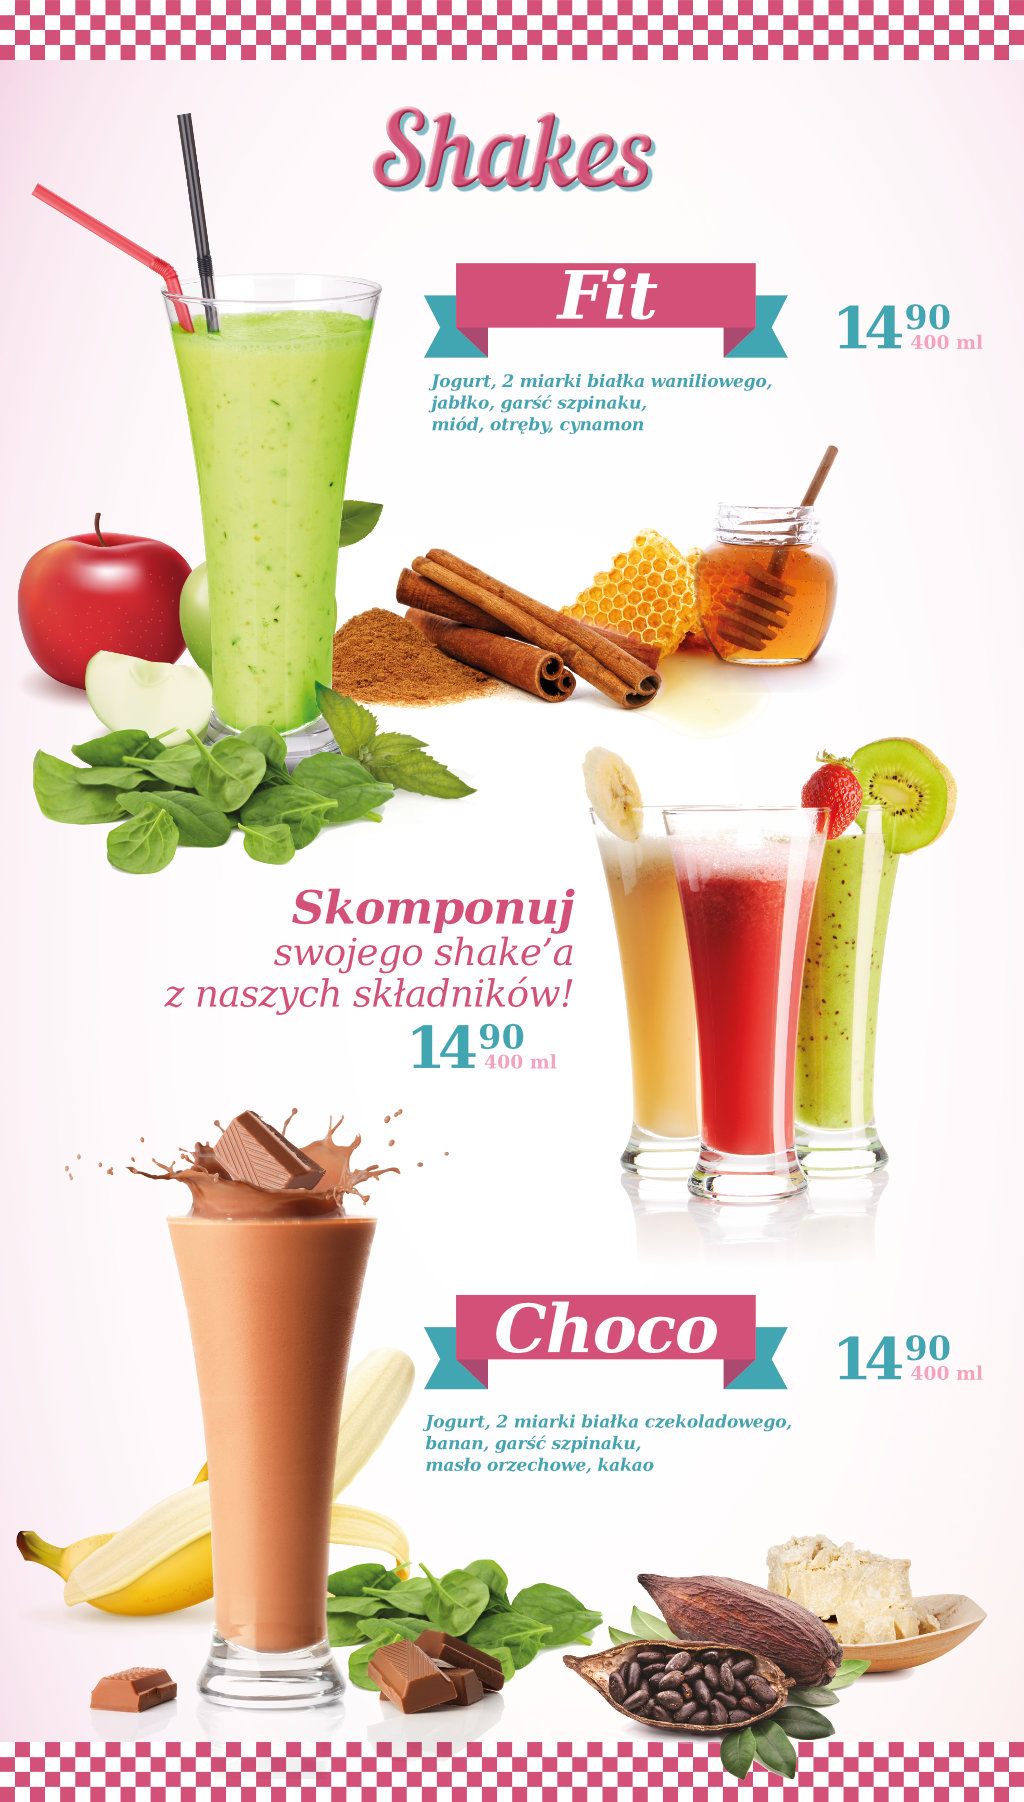 Shakes
Fit
14 90
400 ml
Jogurt, 2 miarki białka waniliowego,
jabłko, garść szpinaku,
miód, otręby, cynamon
Skomponuj
swojego shake’a
z naszych składników!
14 90
400 ml
Choco
14 90
400 ml
Jogurt, 2 miarki białka czekoladowego,
banan, garść szpinaku,
masło orzechowe, kakao